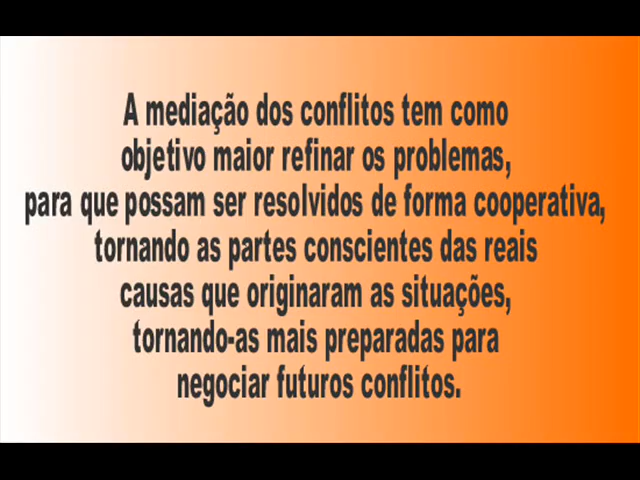 A mediação dos conflitos tem como
objetivo maior refinar os problemas,
para que possam ser resolvidos de forma cooperativa,
tornando as partes conscientes das reais
causas que originaram as situações,
tornando-as mais preparadas para
negociar futuros conflitos.